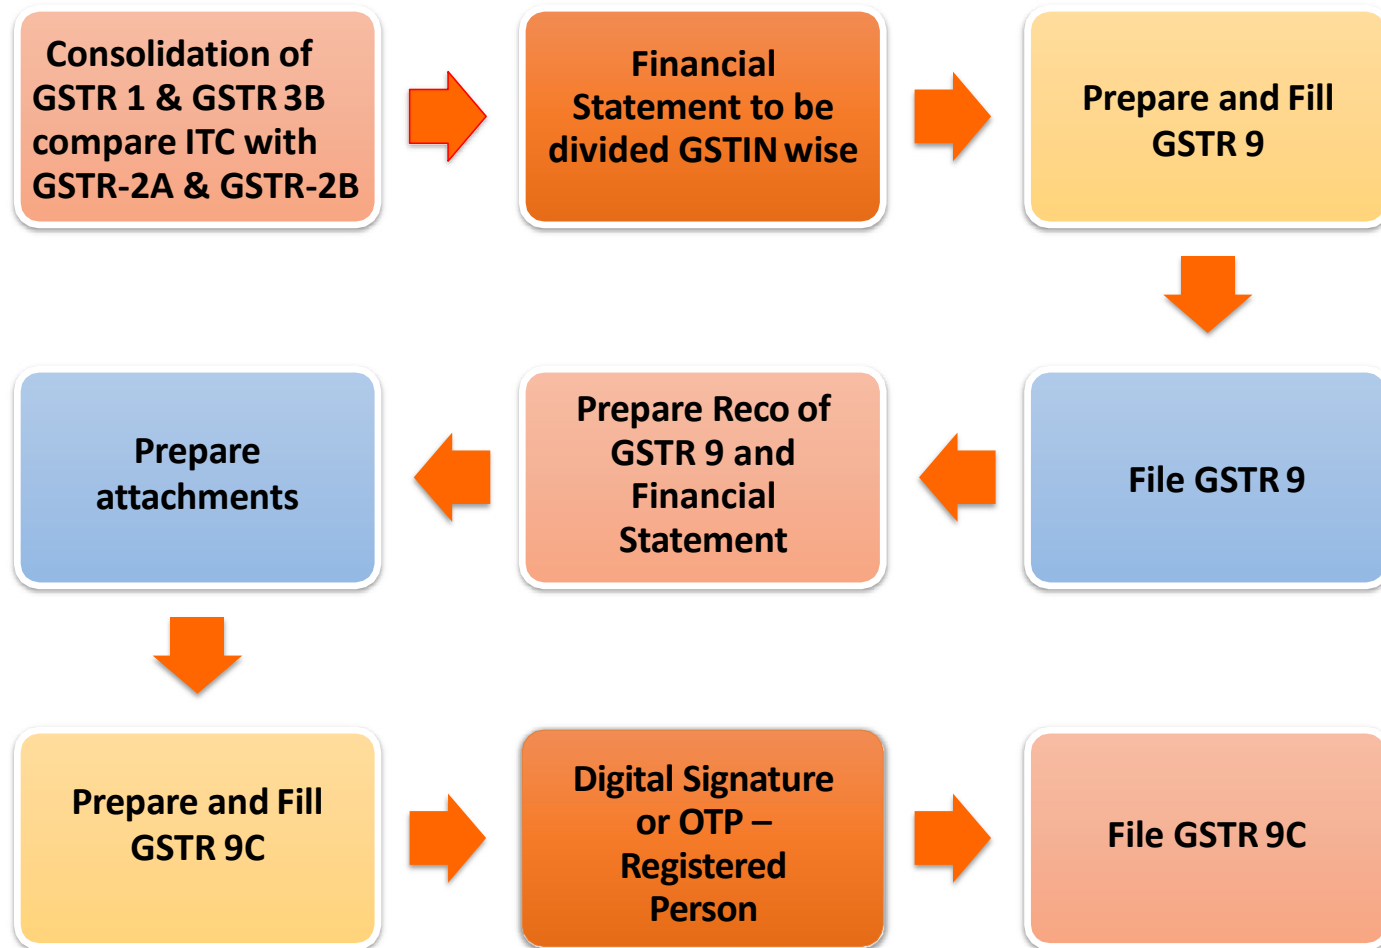 Consolidation of
GSTR 1 & GSTR 3B
compare ITC with
GSTR-2A & GSTR-2B
Financial
Statement to be
divided GSTIN wise
Prepare and Fill
GSTR 9
File GSTR 9
Prepare Reco of
GSTR 9 and
Financial
Statement
Prepare
attachments
Prepare and Fill
GSTR 9C
Digital Signature
or OTP –
Registered
Person
File GSTR 9C